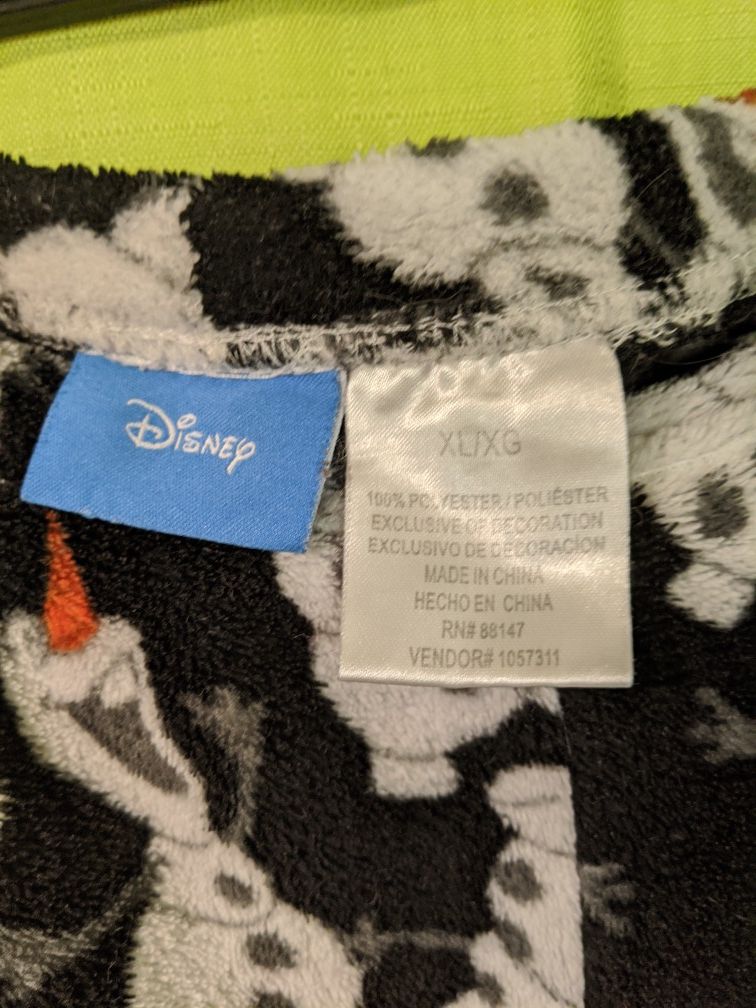 Disney
XL/XG
100% POLYESTER/POLIÉSTER
EXCLUSIVE OF DECORATION
EXCLUSIVO DE DECORACIÓN
MADE IN CHINA
HECHO EN CHINA
RN# 88147
VENDOR# 1057311